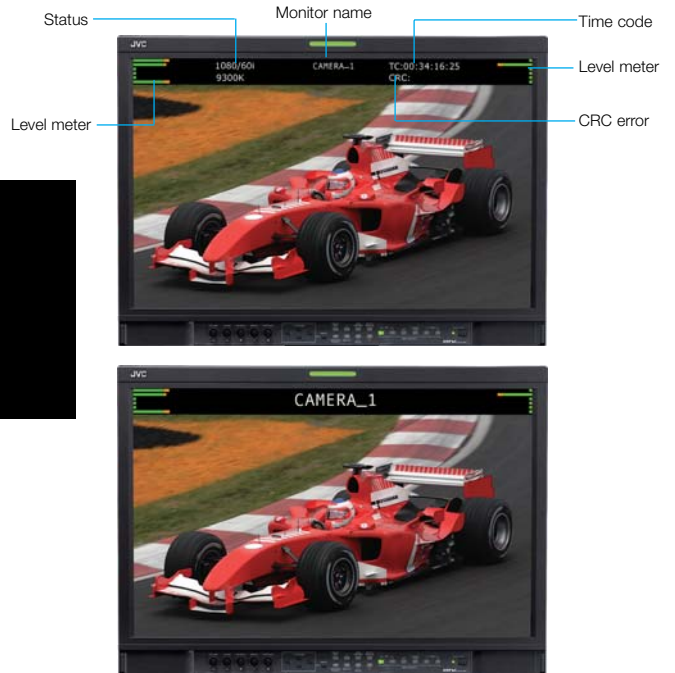 Status
Monitor name
Time code
JVC
1080/60i
CAMERA_1
TC:00:34:16:25
Level meter
9300K
CRC:
Level meter
CRC error
JVC
CAMERA_1